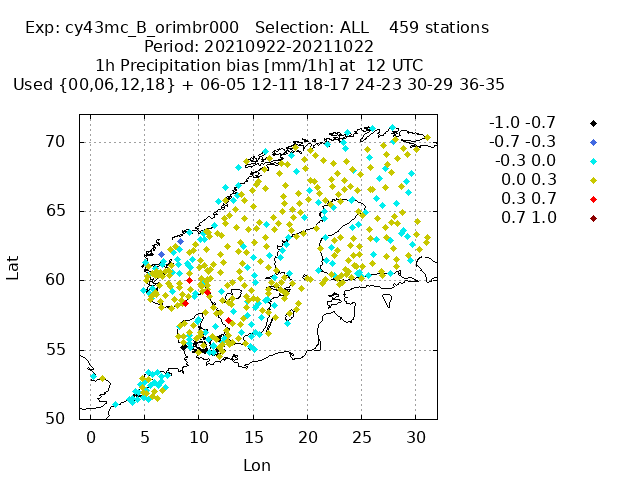 Exp: cy43mc_B_orimbr000   Selection: ALL    459 stations
Period: 20210922-20211022
1h Precipitation bias [mm/1h] at  12 UTC
Used {00,06,12,18} + 06-05 12-11 18-17 24-23 30-29 36-35
-1.0 -0.7
-0.7 -0.3
-0.3 0.0
0.0 0.3
0.3 0.7
0.7 1.0
70
65
60
55
50
Lat
0 5 10 15 20 25 30
Lon